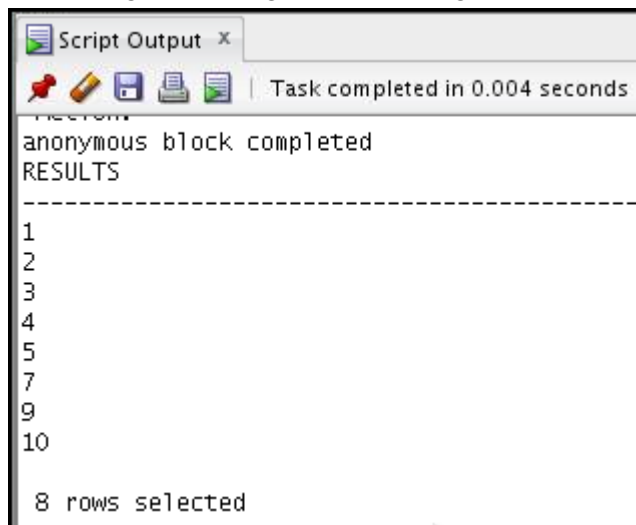 Script Output x
Task completed in 0.004 seconds
anonymous block completed
RESULTS
--------------------------------------------
1
2
3
4
5
7
9
10
8 rows selected